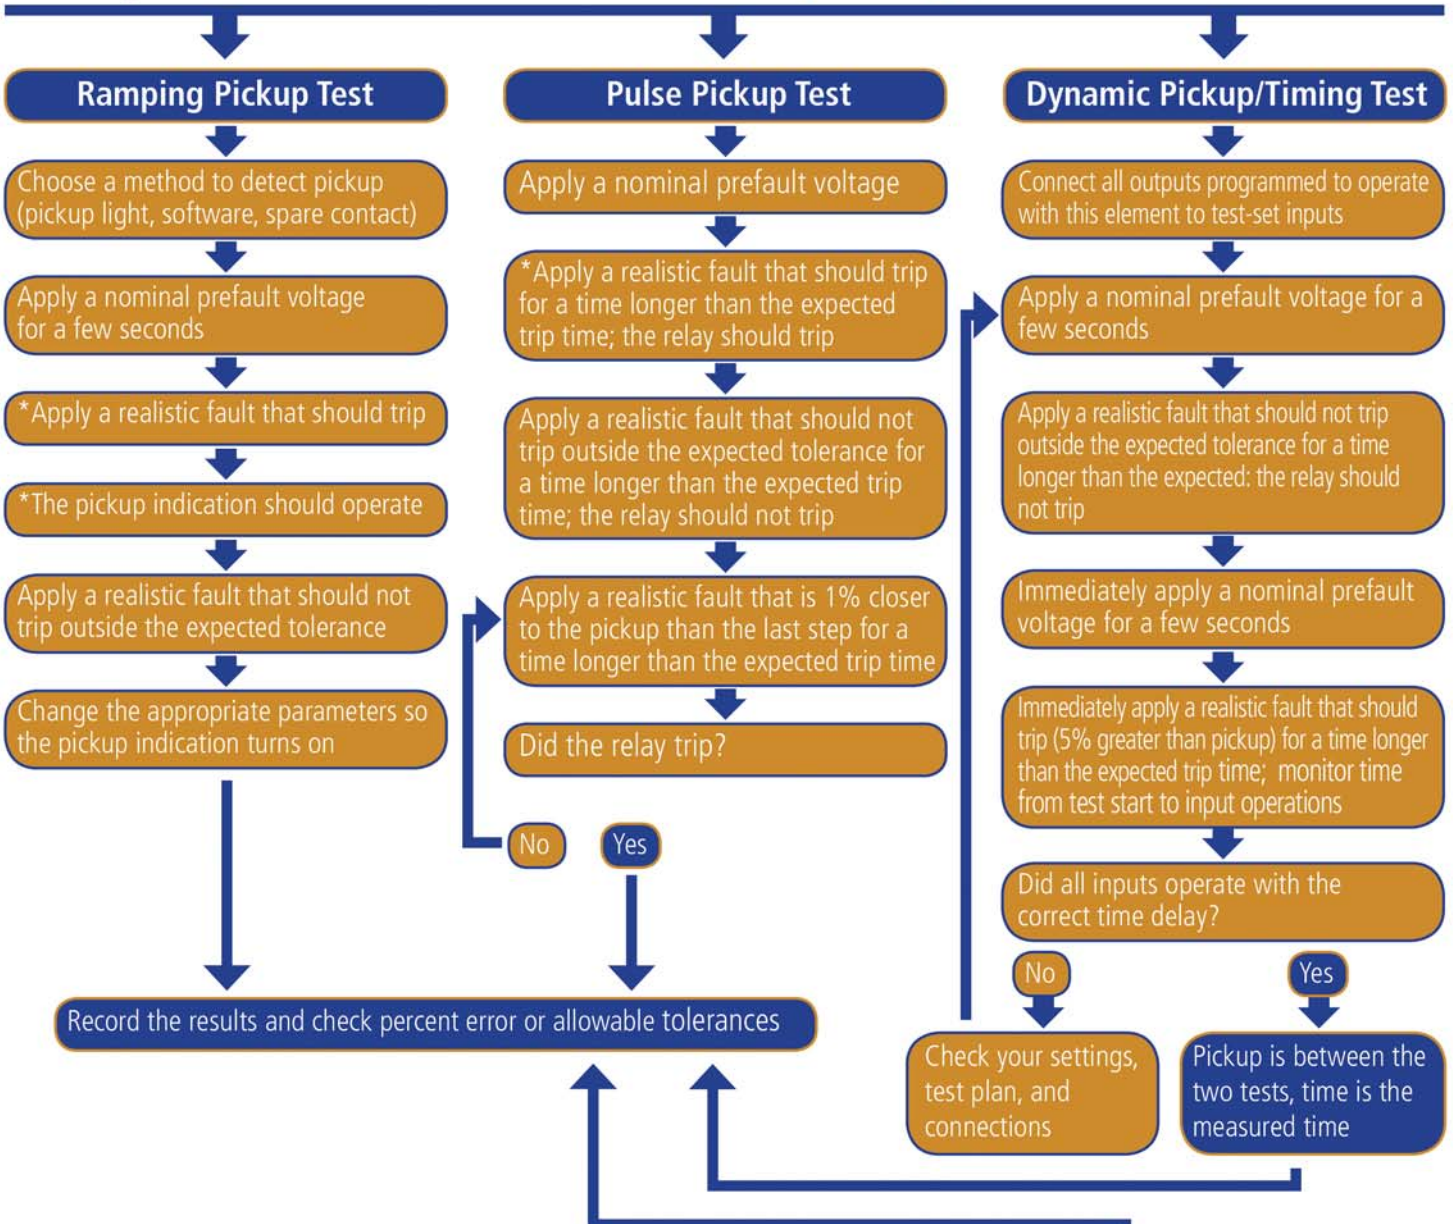 Ramping Pickup Test
Choose a method to detect pickup
(pickup light, software, spare contact)
Apply a nominal prefault voltage
for a few seconds
*Apply a realistic fault that should trip
*The pickup indication should operate
Apply a realistic fault that should not
trip outside the expected tolerance
Change the appropriate parameters so
the pickup indication turns on
Pulse Pickup Test
Apply a nominal prefault voltage
*Apply a realistic fault that should trip
for a time longer than the expected
trip time; the relay should trip
Apply a realistic fault that should not
trip outside the expected tolerance for
a time longer than the expected trip
time; the relay should not trip
Apply a realistic fault that is 1% closer
to the pickup than the last step for a
time longer than the expected trip time
Did the relay trip?
No
Yes
Record the results and check percent error or allowable tolerances
Dynamic Pickup/Timing Test
Connect all outputs programmed to operate
with this element to test-set inputs
Apply a nominal prefault voltage for a
few seconds
Apply a realistic fault that should not trip
outside the expected tolerance for a time
longer than the expected: the relay should
not trip
Immediately apply a nominal prefault
voltage for a few seconds
Immediately apply a realistic fault that should
trip (5% greater than pickup) for a time longer
than the expected trip time; monitor time
from test start to input operations
Did all inputs operate with the
correct time delay?
No
Yes
Check your settings,
test plan, and
connections
Pickup is between the
two tests, time is the
measured time